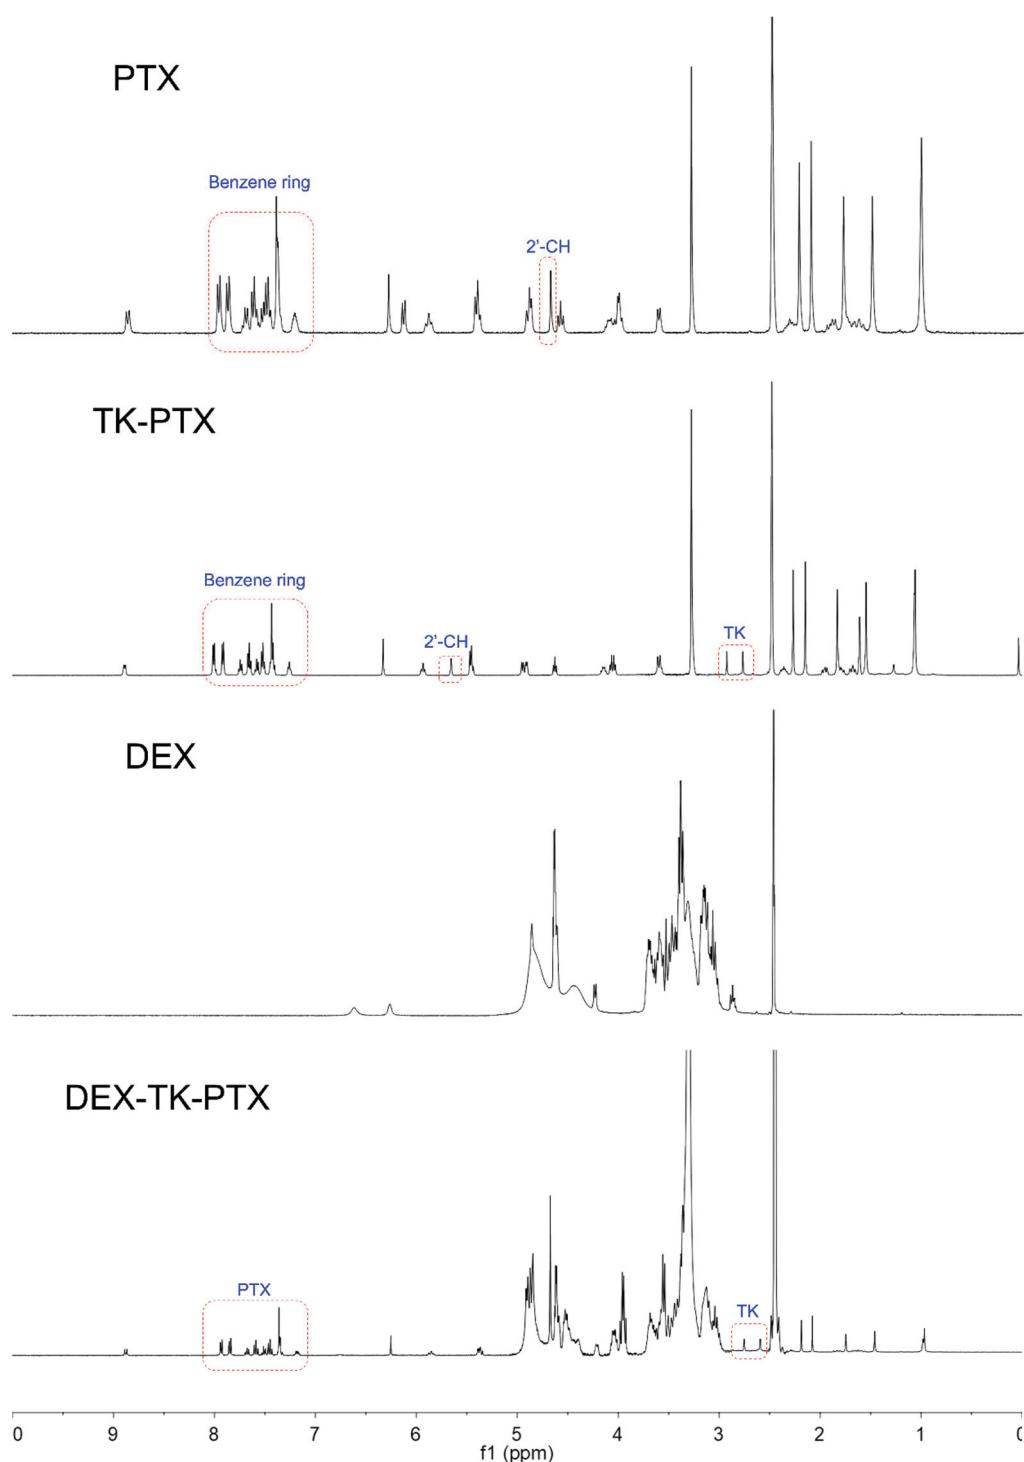 PTX
Benzene ring
2'-CH
TK-PTX
Benzene ring
2'-CH
TK
DEX
DEX-TK-PTX
PTX
TK
0 9 8 7 6 5 4 3 2 1 0
f1 (ppm)